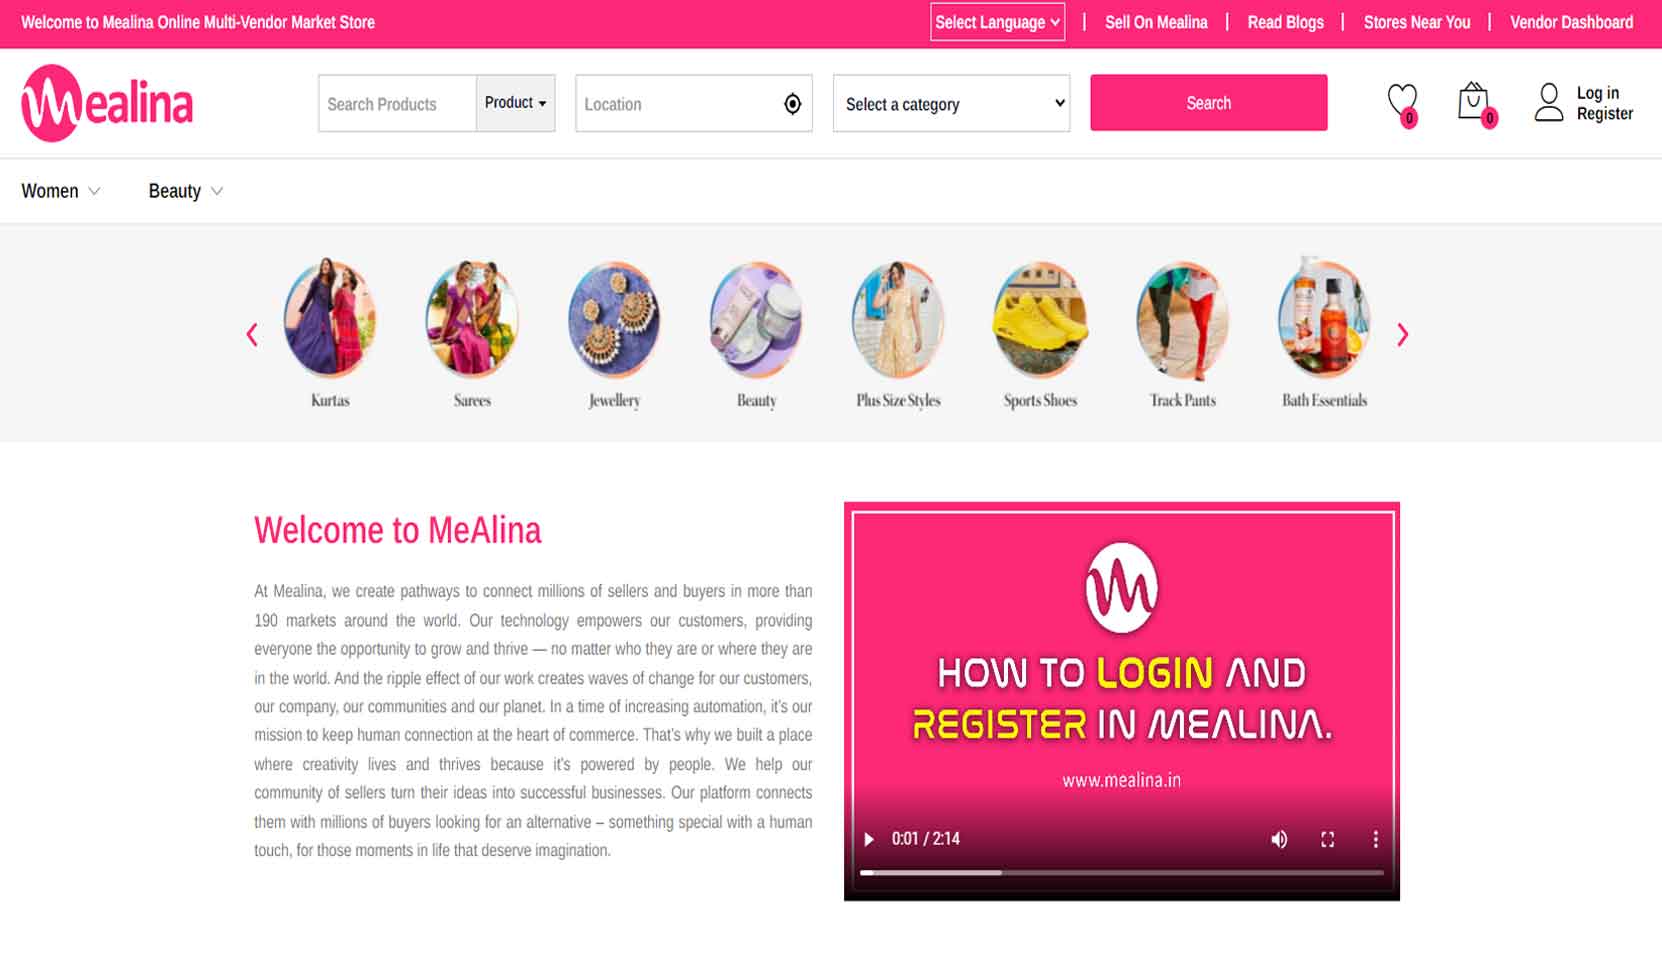 Welcome to Mealina Online Multi-Vendor Market Store
Select Language | Sell On Mealina | Read Blogs | Stores Near You | Vendor Dashboard
Mealina
Search Products Product Location Select a category Search 0 0 Log in
Register
Women Beauty
Kurtas Sarees Jewellery Beauty Plus Size Styles Sports Shoes Track Pants Bath Essentials
Welcome to MeAlina
At Mealina, we create pathways to connect millions of sellers and buyers in more than
190 markets around the world. Our technology empowers our customers, providing
everyone the opportunity to grow and thrive — no matter who they are or where they are
in the world. And the ripple effect of our work creates waves of change for our customers,
our company, our communities and our planet. In a time of increasing automation, it's our
mission to keep human connection at the heart of commerce. That's why we built a place
where creativity lives and thrives because it's powered by people. We help our
community of sellers turn their ideas into successful businesses. Our platform connects
them with millions of buyers looking for an alternative – something special with a human
touch, for those moments in life that deserve imagination.
HOW TO LOGIN AND
REGISTER IN MEALINA.
www.mealina.in
0:01 / 2:14